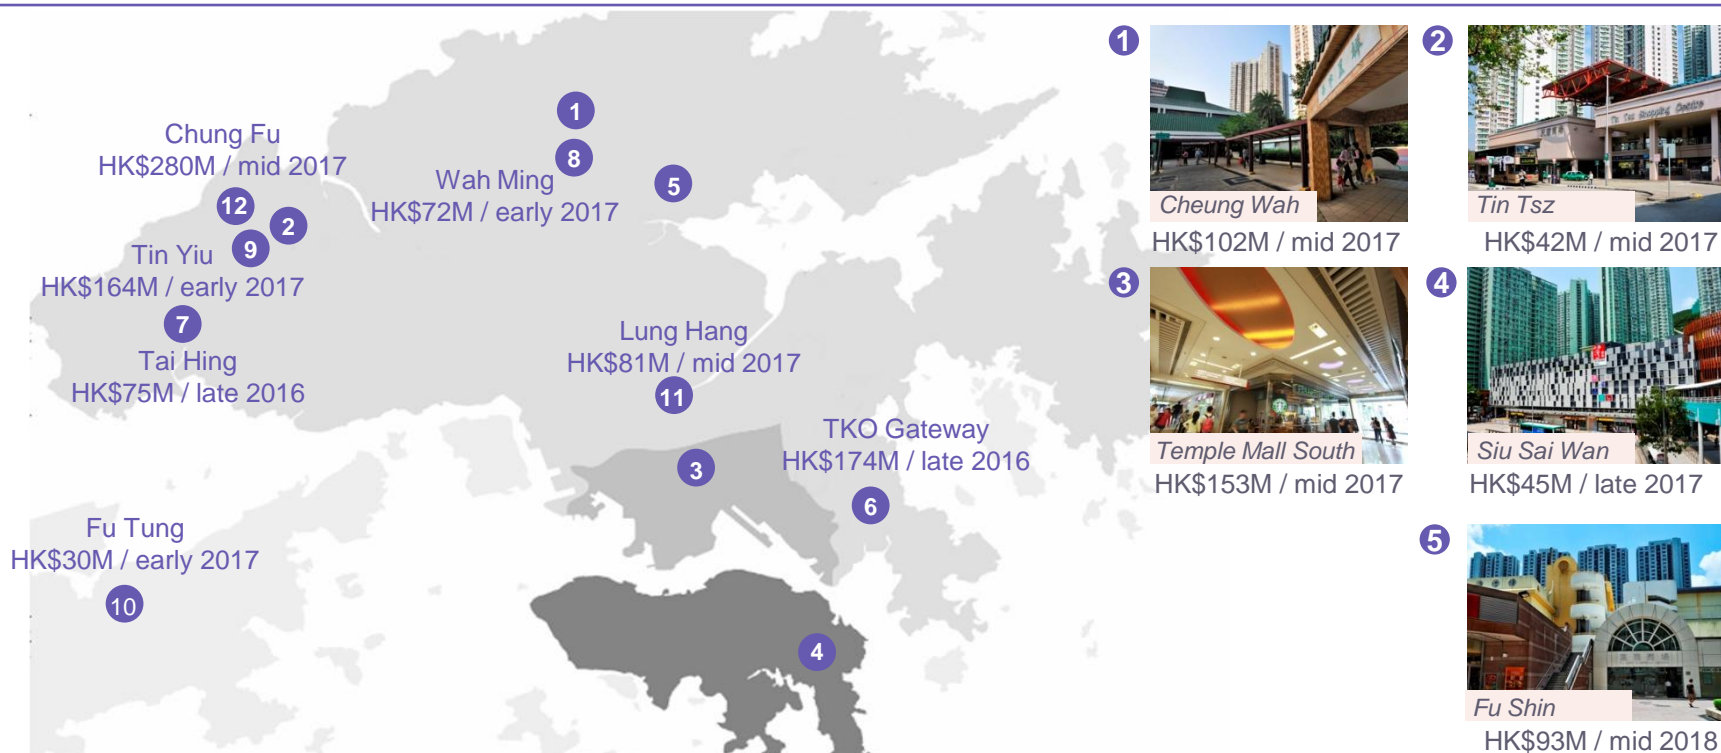 1
8
5
Chung Fu
HK$280M / mid 2017
Wah Ming
HK$72M / early 2017
12
2
9
Tin Yiu
HK$164M / early 2017
7
Tai Hing
HK$75M / late 2016
Lung Hang
HK$81M / mid 2017
11
TKO Gateway
HK$174M / late 2016
3
6
Fu Tung
HK$30M / early 2017
10
4
1
Cheung Wah
HK$102M / mid 2017
2
Tin Tsz Shopping Centre
Tin Tsz
HK$42M / mid 2017
3
Temple Mall South
HK$153M / mid 2017
4
Siu Sai Wan
HK$45M / late 2017
5
Fu Shin
HK$93M / mid 2018